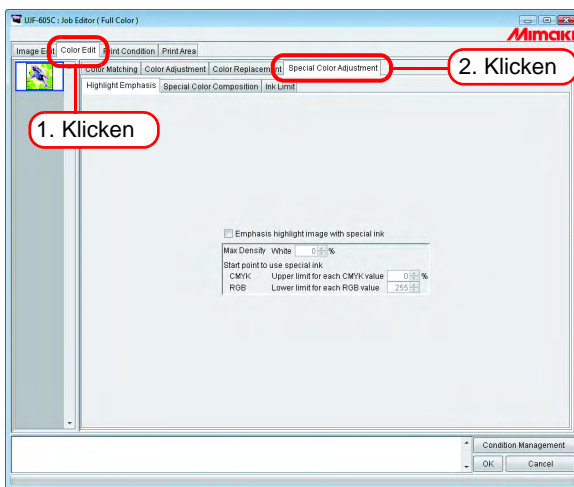 UJF-605C : Job Editor ( Full Color )
Mimaki
Image Edit Color Edit Print Condition Print Area
Color Matching Color Adjustment Color Replacement Special Color Adjustment
2. Klicken
Highlight Emphasis Special Color Composition Ink Limit
1. Klicken
Emphasis highlight image with special ink
Max Density White 0 %
Start point to use special ink
CMYK Upper limit for each CMYK value 0 %
RGB Lower limit for each RGB value 255
Condition Management
OK Cancel